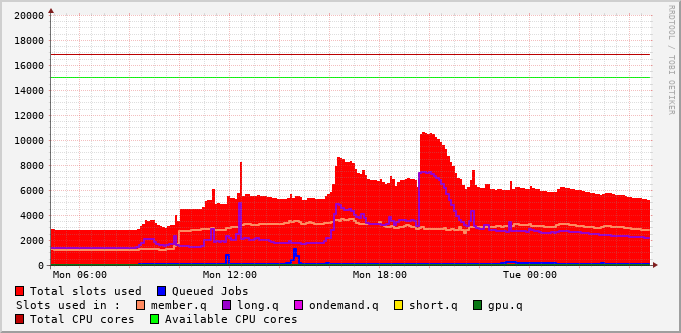 20000
18000
16000
14000
12000
10000
8000
6000
4000
2000
0
Mon 06:00 Mon 12:00 Mon 18:00 Tue 00:00
Total slots used Queued Jobs
Slots used in : member.q long.q ondemand.q short.q gpu.q
Total CPU cores Available CPU cores
RRDTOOL / TOBI OETIKER